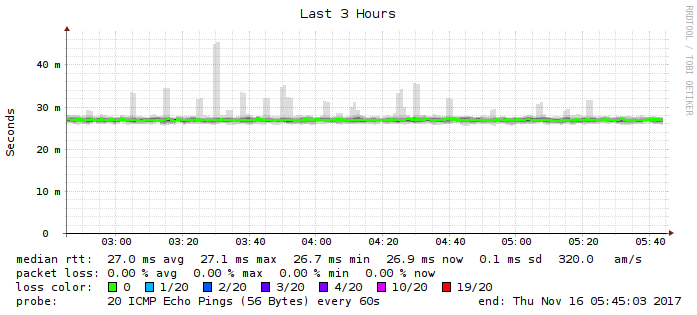 Last 3 Hours
RRDTOOL / TOBI OETIKER
Seconds
40 m
30 m
20 m
10 m
0
03:00 03:20 03:40 04:00 04:20 04:40 05:00 05:20 05:40
median rtt: 27.0 ms avg 27.1 ms max 26.7 ms min 26.9 ms now 0.1 ms sd 320.0 am/s
packet loss: 0.00 % avg 0.00 % max 0.00 % min 0.00 % now
loss color: 0 1/20 2/20 3/20 4/20 10/20 19/20
probe: 20 ICMP Echo Pings (56 Bytes) every 60s end: Thu Nov 16 05:45:03 2017